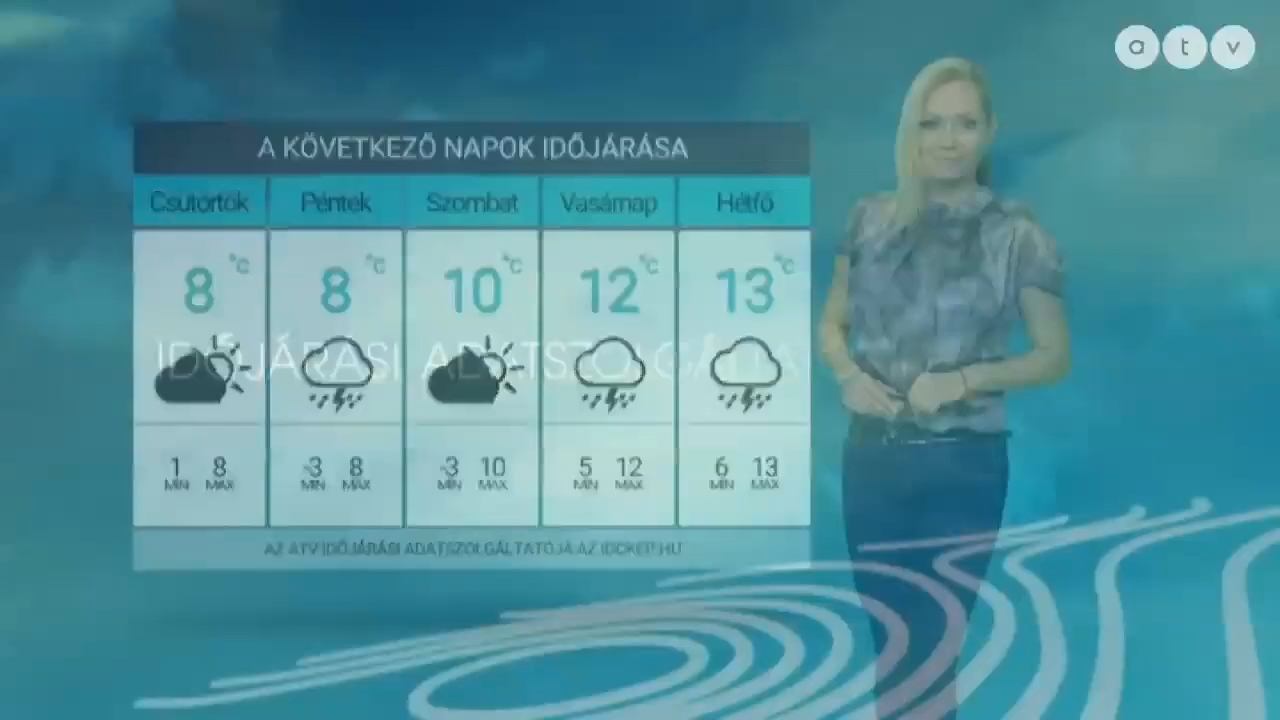 a t v
A KÖVETKEZŐ NAPOK IDŐJÁRÁSA
Csütörtök Péntek Szombat Vasárnap Hétfő
8 °C 8 °C 10 °C 12 °C 13 °C
IDŐJÁRÁSI ADATSZOLGÁLTA
1 8 -3 8 -3 10 5 12 6 13
MIN MAX MIN MAX MIN MAX MIN MAX MIN MAX
AZ ATV IDŐJÁRÁSI ADATSZOLGÁLTATÓJA AZ IDOKEP.HU